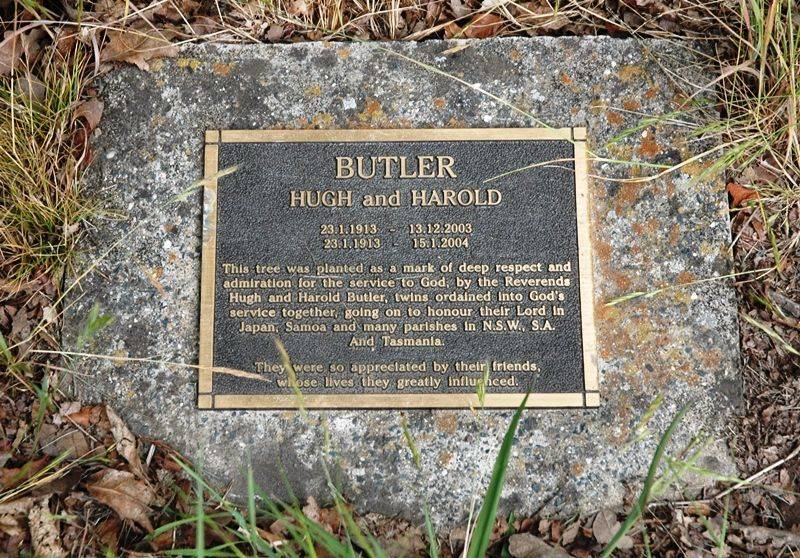 BUTLER
HUGH and HAROLD
23.1.1913 - 13.12.2003
23.1.1913 - 15.1.2004
This tree was planted as a mark of deep respect and
admiration for the service to God, by the Reverends
Hugh and Harold Butler, twins ordained into God's
service together, going on to honour their Lord in
Japan, Samoa and many parishes in N.S.W., S.A.
And Tasmania.
They were so appreciated by their friends,
whose lives they greatly influenced.